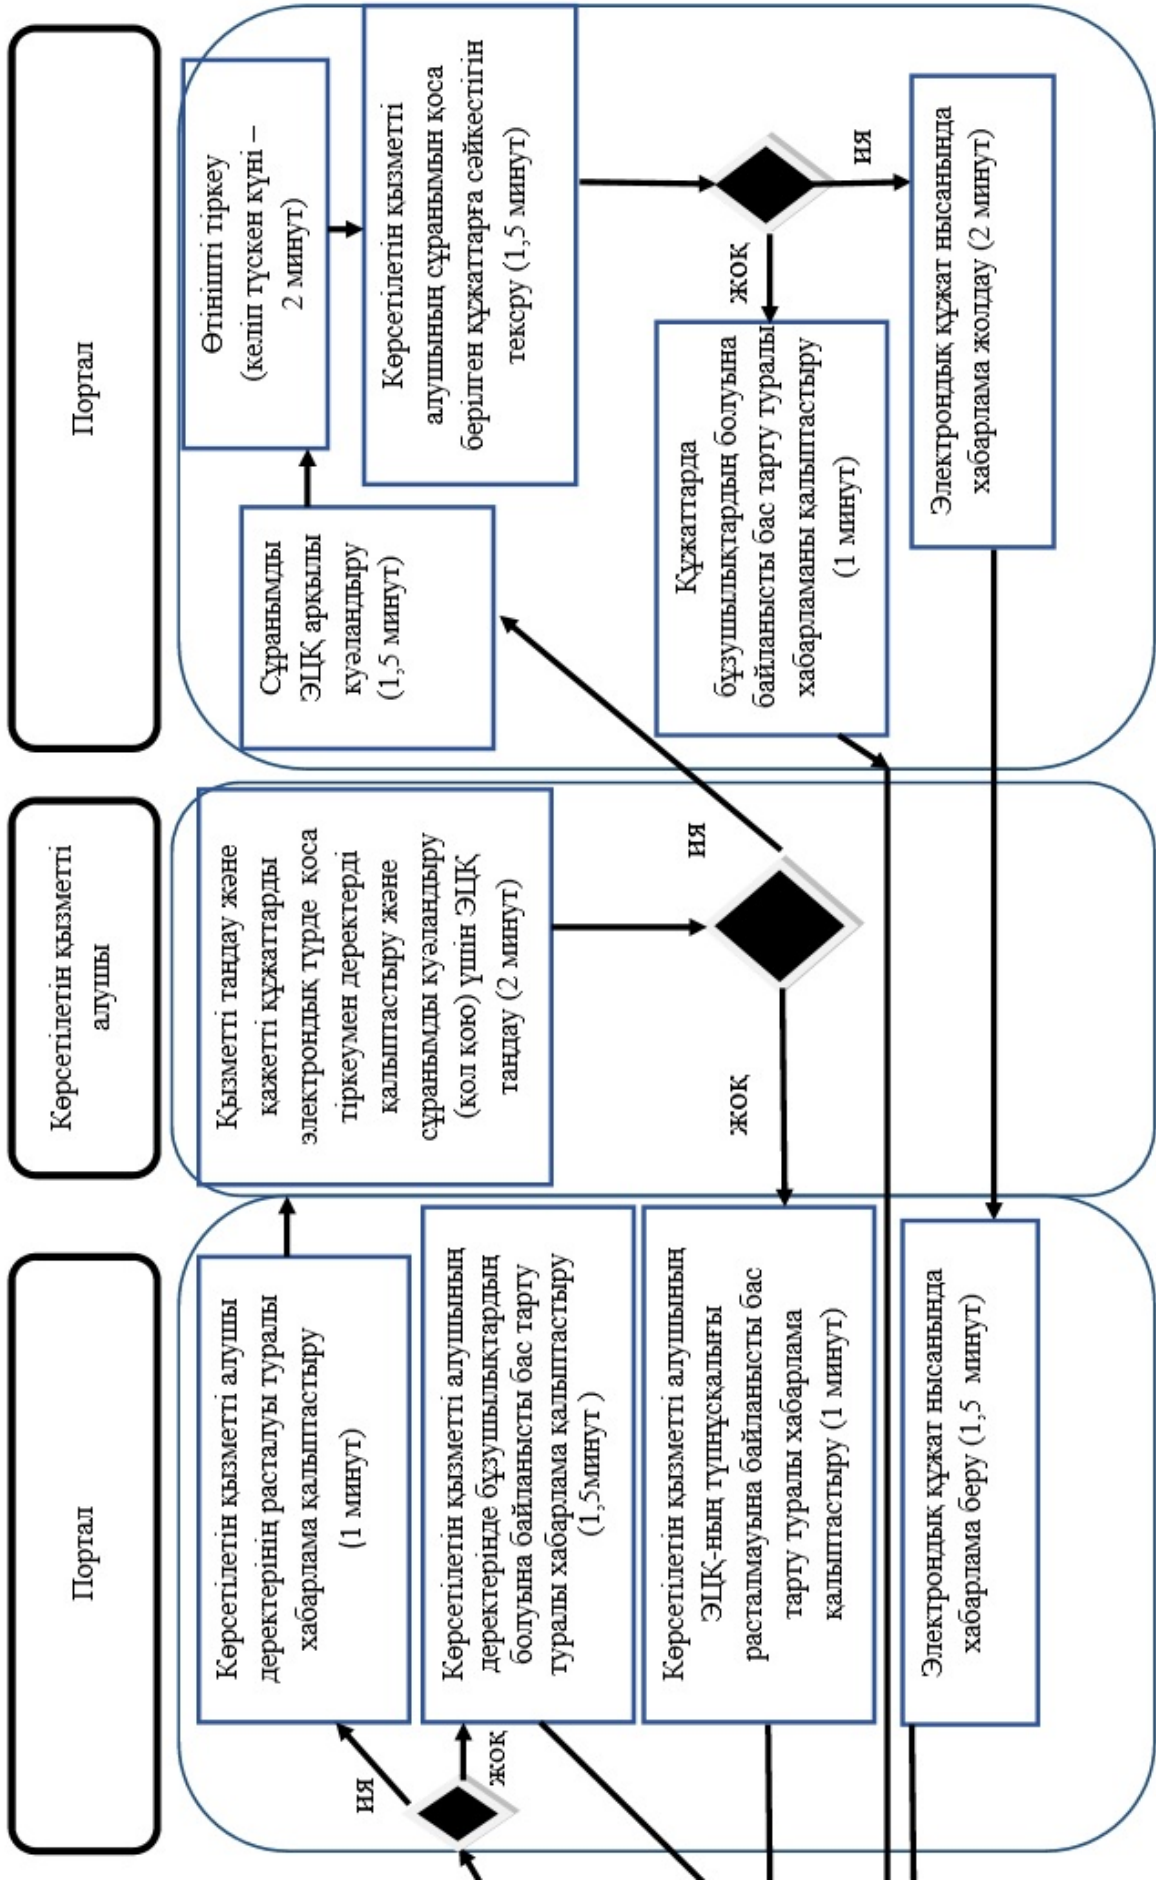 Портал
Көрсетілетін қызметті алушы
деректерінің расталуы туралы
хабарлама қалыптастыру
(1 минут)
ИЯ
жоқ
Көрсетілетін қызметті алушының
деректерінде бұзушылықтардың
болуына байланысты бас тарту
туралы хабарлама қалыптастыру
(1,5минут )
Көрсетілетін қызметті алушының
ЭЦҚ-ның түпнұсқалығы
расталмауына байланысты бас
тарту туралы хабарлама
қалыптастыру (1 минут)
Электрондық құжат нысанында
хабарлама беру (1,5 минут)
Көрсетілетін қызметті
алушы
Қызметті таңдау және
қажетті құжаттарды
электрондық түрде қоса
тіркеумен деректерді
қалыптастыру және
сұранымды куәландыру
(қол қою) үшін ЭЦҚ
таңдау (2 минут)
ИЯ
жоқ
Портал
Сұранымды
ЭЦҚ арқылы
куәландыру
(1,5 минут)
Өтінішті тіркеу
(келіп түскен күні –
2 минут)
Көрсетілетін қызметті
алушының сұранымын қоса
берілген құжаттарға сәйкестігін
тексру (1,5 минут)
жоқ
ИЯ
Құжаттарда
бұзушылықтардың болуына
байланысты бас тарту туралы
хабарламаны қалыптастыру
(1 минут)
Электрондық құжат нысанында
хабарлама жолдау (2 минут)